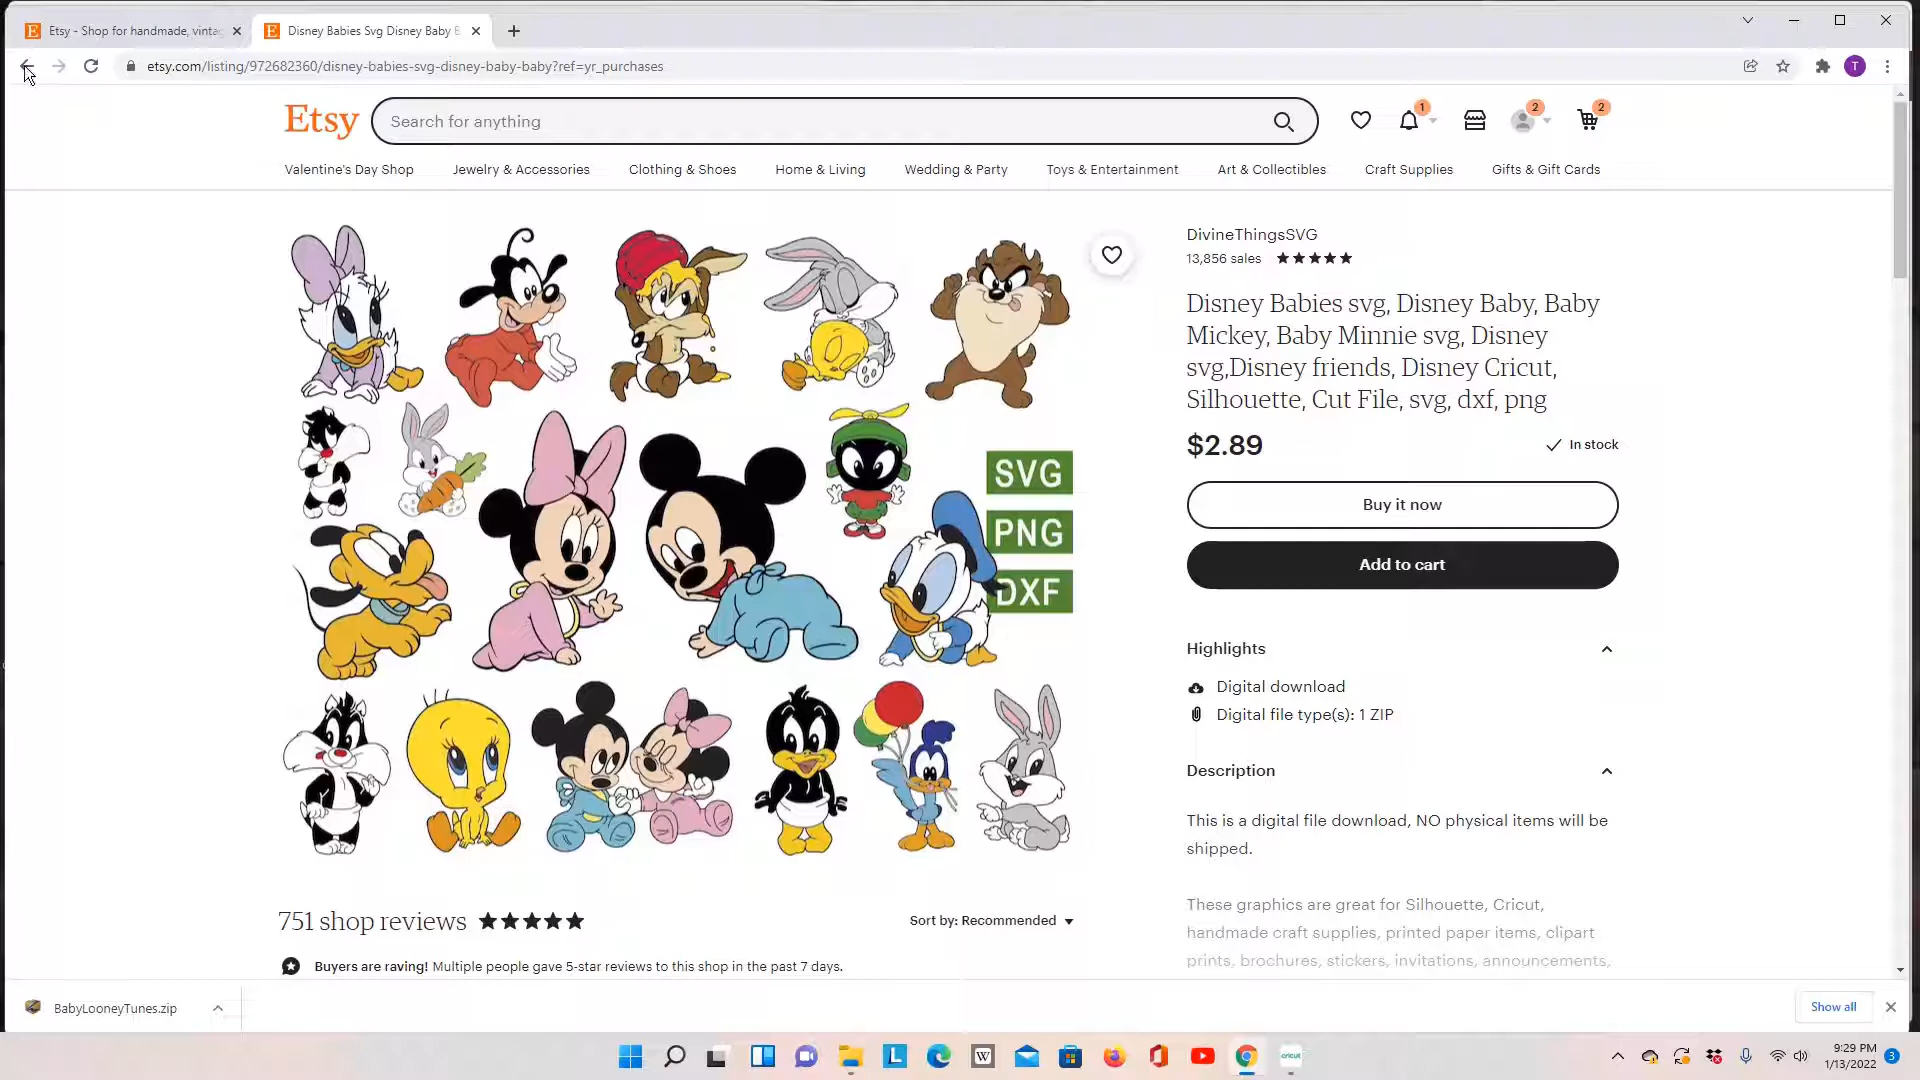 Etsy - Shop for handmade, vinta
Disney Babies Svg Disney Baby B
etsy.com/listing/972682360/disney-babies-svg-disney-baby-baby?ref=yr_purchases
T
Etsy
Search for anything
1
2
2
Valentine's Day Shop
Jewelry & Accessories
Clothing & Shoes
Home & Living
Wedding & Party
Toys & Entertainment
Art & Collectibles
Craft Supplies
Gifts & Gift Cards
SVG
PNG
DXF
DivineThingsSVG
13,856 sales
Disney Babies svg, Disney Baby, Baby
Mickey, Baby Minnie svg, Disney
svg,Disney friends, Disney Cricut,
Silhouette, Cut File, svg, dxf, png
$2.89
In stock
Buy it now
Add to cart
Highlights
Digital download
Digital file type(s): 1 ZIP
Description
This is a digital file download, NO physical items will be
shipped.
These graphics are great for Silhouette, Cricut,
handmade craft supplies, printed paper items, clipart
prints, brochures, stickers, invitations, announcements,
751 shop reviews
Sort by: Recommended
Buyers are raving! Multiple people gave 5-star reviews to this shop in the past 7 days.
BabyLooneyTunes.zip
Show all
L
W
cricut
9:29 PM
1/13/2022
3